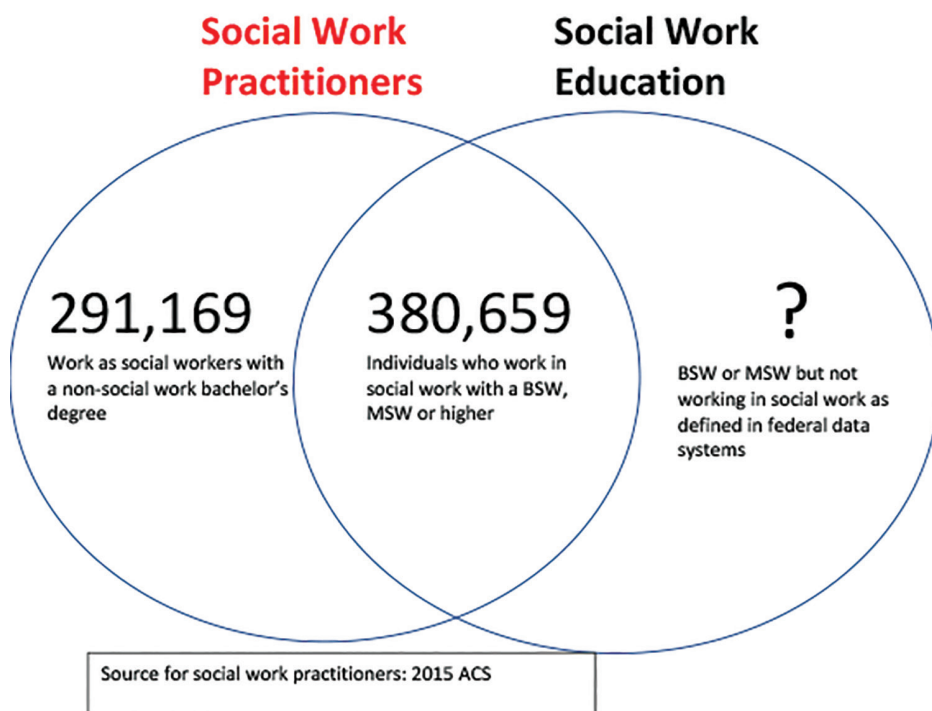 Social Work
Practitioners
Social Work
Education
291,169
Work as social workers with
a non-social work bachelor's
degree
380,659
Individuals who work in
social work with a BSW,
MSW or higher
?
BSW or MSW but not
working in social work as
defined in federal data
systems
Source for social work practitioners: 2015 ACS